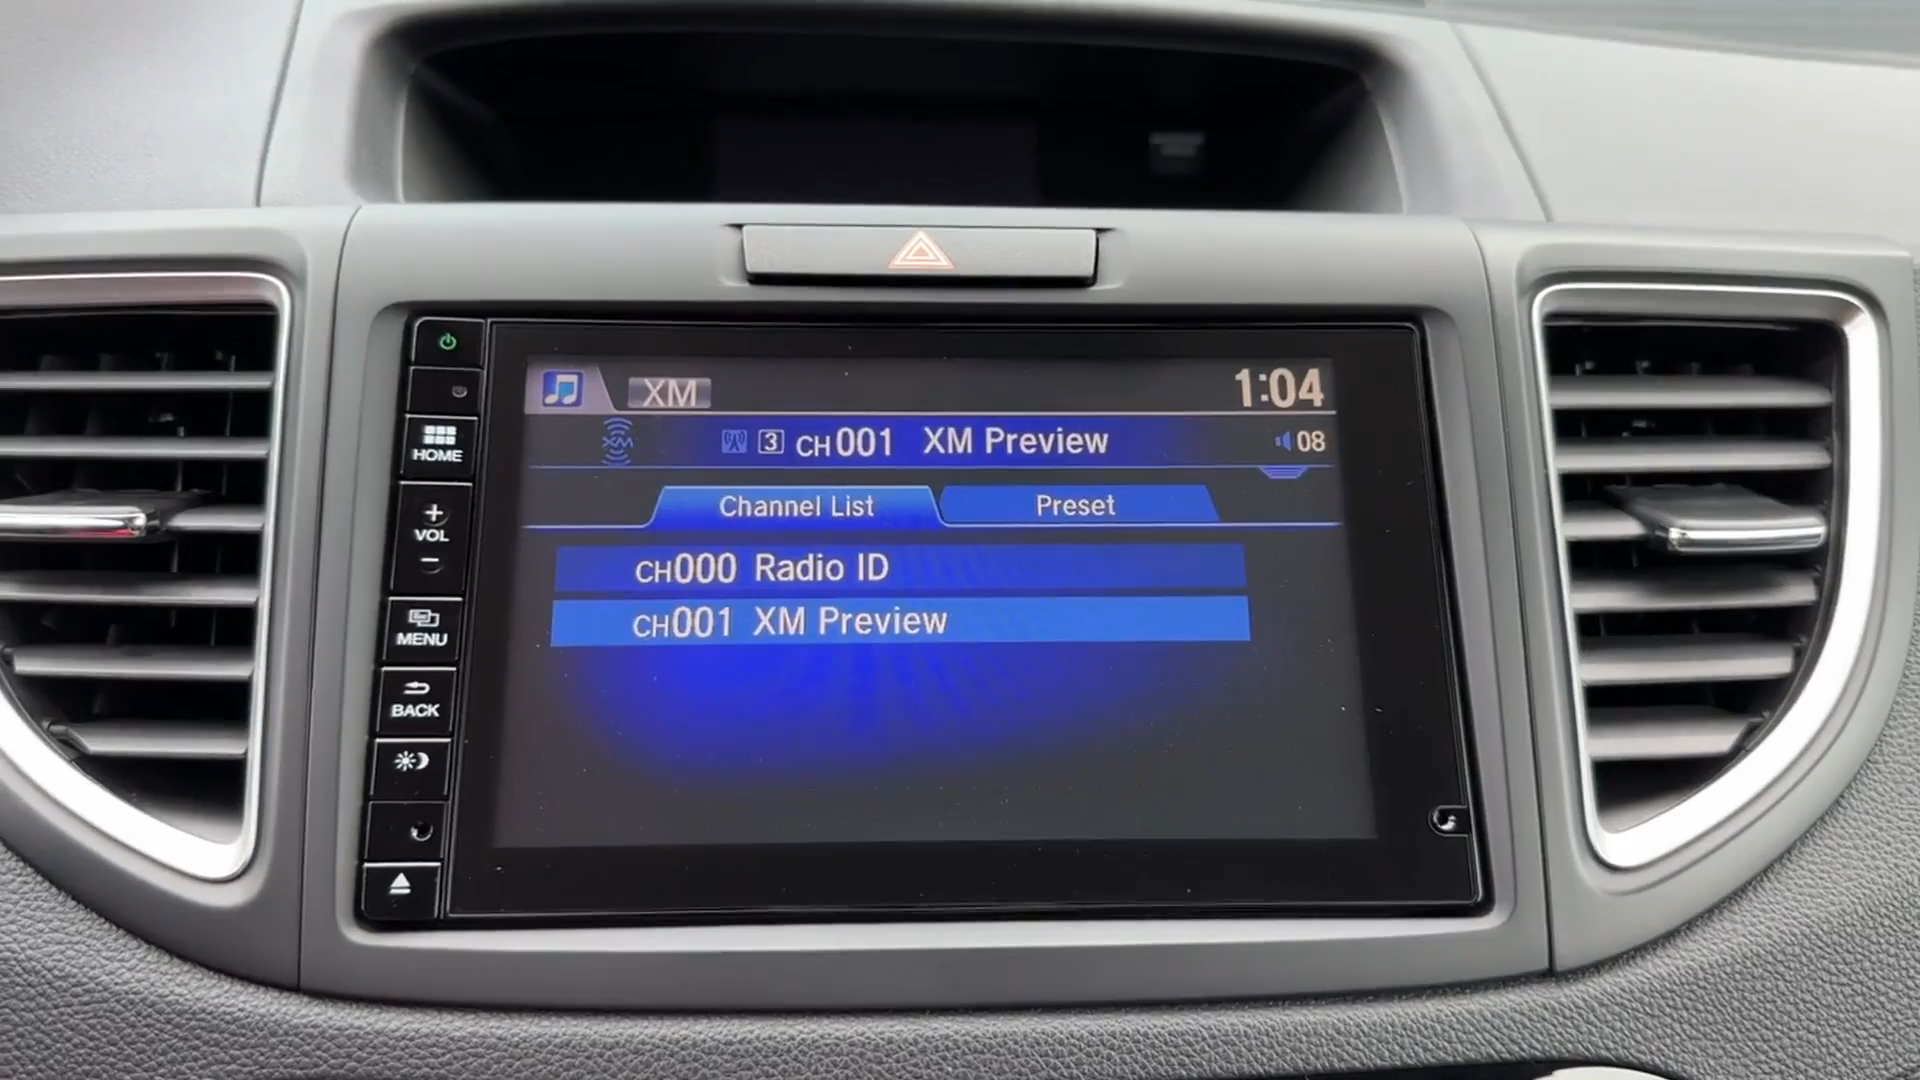 XM 1:04
XM 3 CH001 XM Preview 08
Channel List Preset
CH000 Radio ID
CH001 XM Preview
HOME
+
VOL
−
MENU
BACK